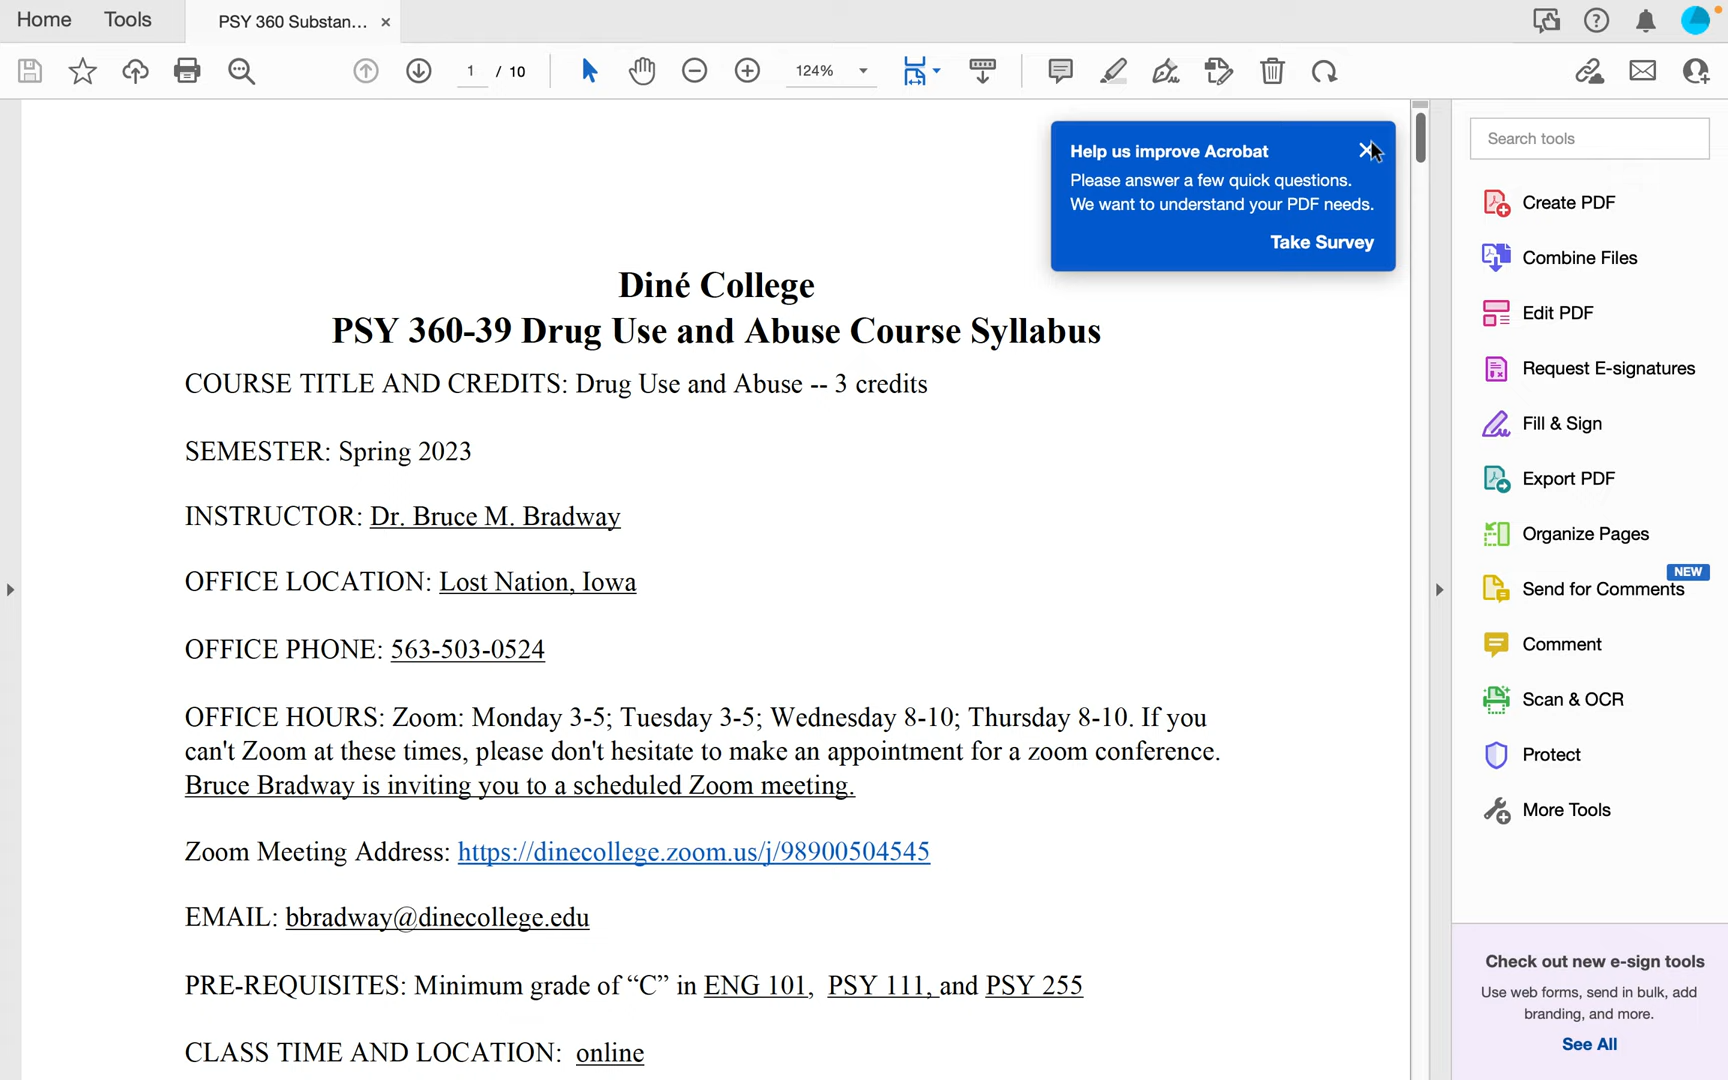 Home Tools PSY 360 Substan... ×
1 / 10 124%
Help us improve Acrobat
Please answer a few quick questions.
We want to understand your PDF needs.
Take Survey
Diné College
PSY 360-39 Drug Use and Abuse Course Syllabus
COURSE TITLE AND CREDITS: Drug Use and Abuse -- 3 credits
SEMESTER: Spring 2023
INSTRUCTOR: Dr. Bruce M. Bradway
OFFICE LOCATION: Lost Nation, Iowa
OFFICE PHONE: 563-503-0524
OFFICE HOURS: Zoom: Monday 3-5; Tuesday 3-5; Wednesday 8-10; Thursday 8-10. If you
can't Zoom at these times, please don't hesitate to make an appointment for a zoom conference.
Bruce Bradway is inviting you to a scheduled Zoom meeting.
Zoom Meeting Address: https://dinecollege.zoom.us/j/98900504545
EMAIL: bbradway@dinecollege.edu
PRE-REQUISITES: Minimum grade of “C” in ENG 101, PSY 111, and PSY 255
CLASS TIME AND LOCATION: online
Search tools
Create PDF
Combine Files
Edit PDF
Request E-signatures
Fill & Sign
Export PDF
Organize Pages
NEW
Send for Comments
Comment
Scan & OCR
Protect
More Tools
Check out new e-sign tools
Use web forms, send in bulk, add
branding, and more.
See All